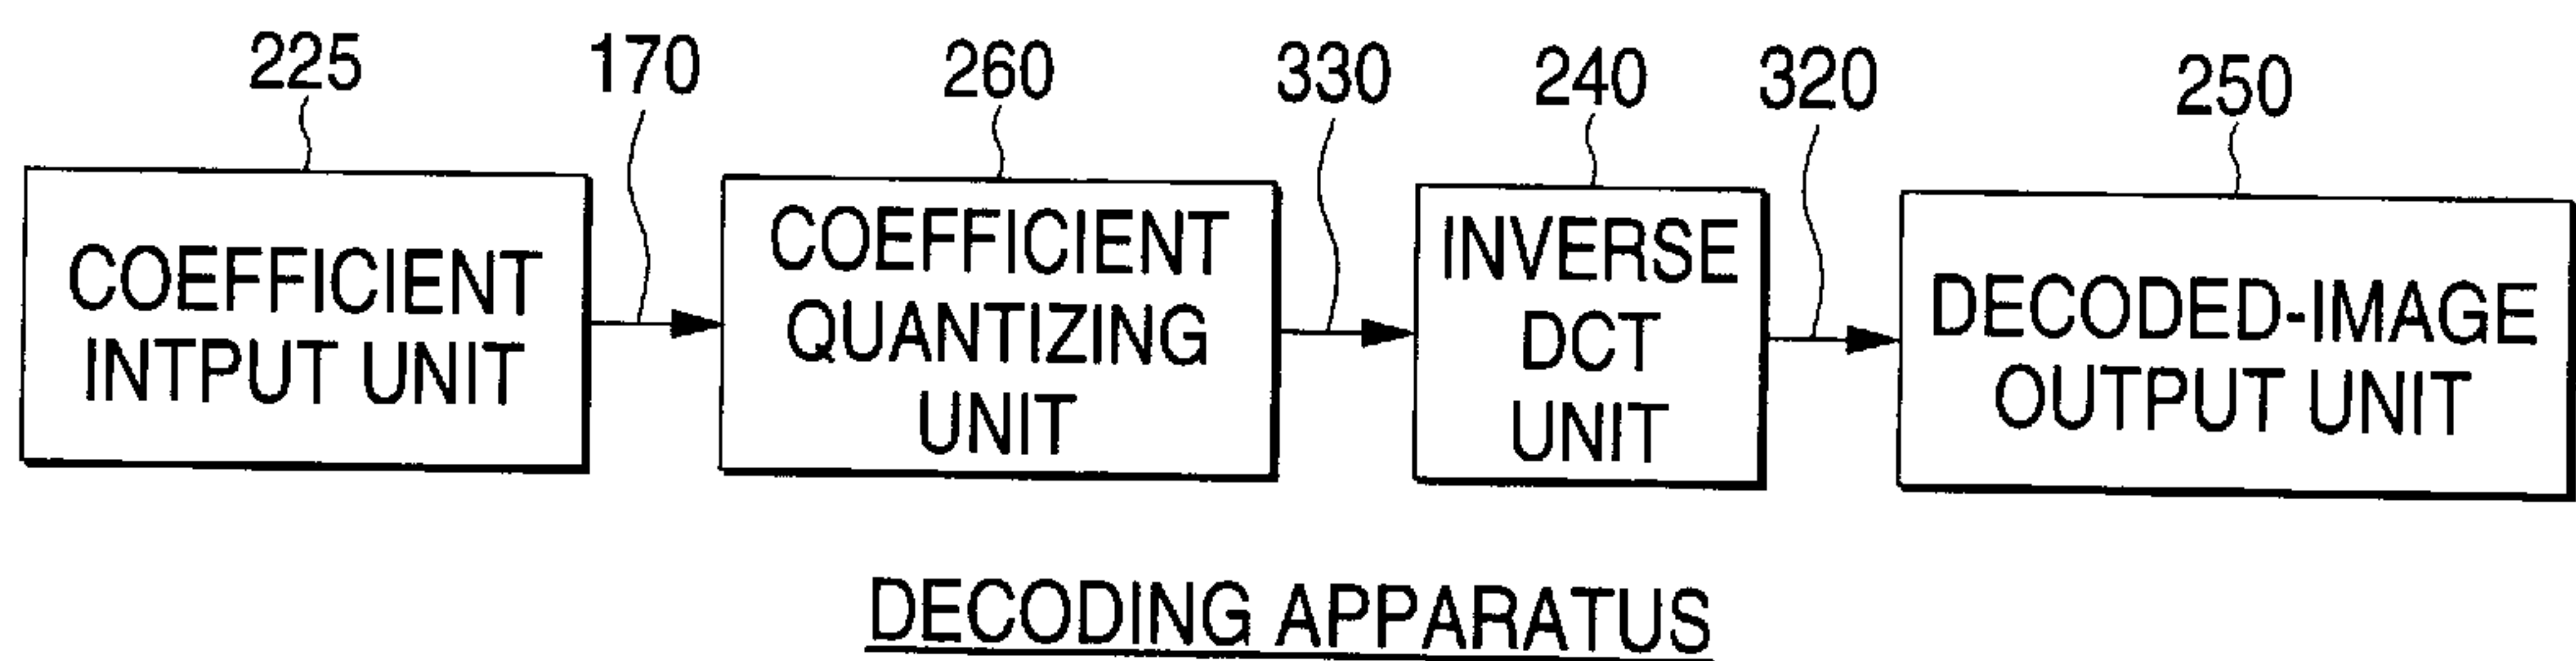 225 170 260 330 240 320 250
COEFFICIENT
INTPUT UNIT
COEFFICIENT
QUANTIZING
UNIT
INVERSE
DCT
UNIT
DECODED-IMAGE
OUTPUT UNIT
DECODING APPARATUS